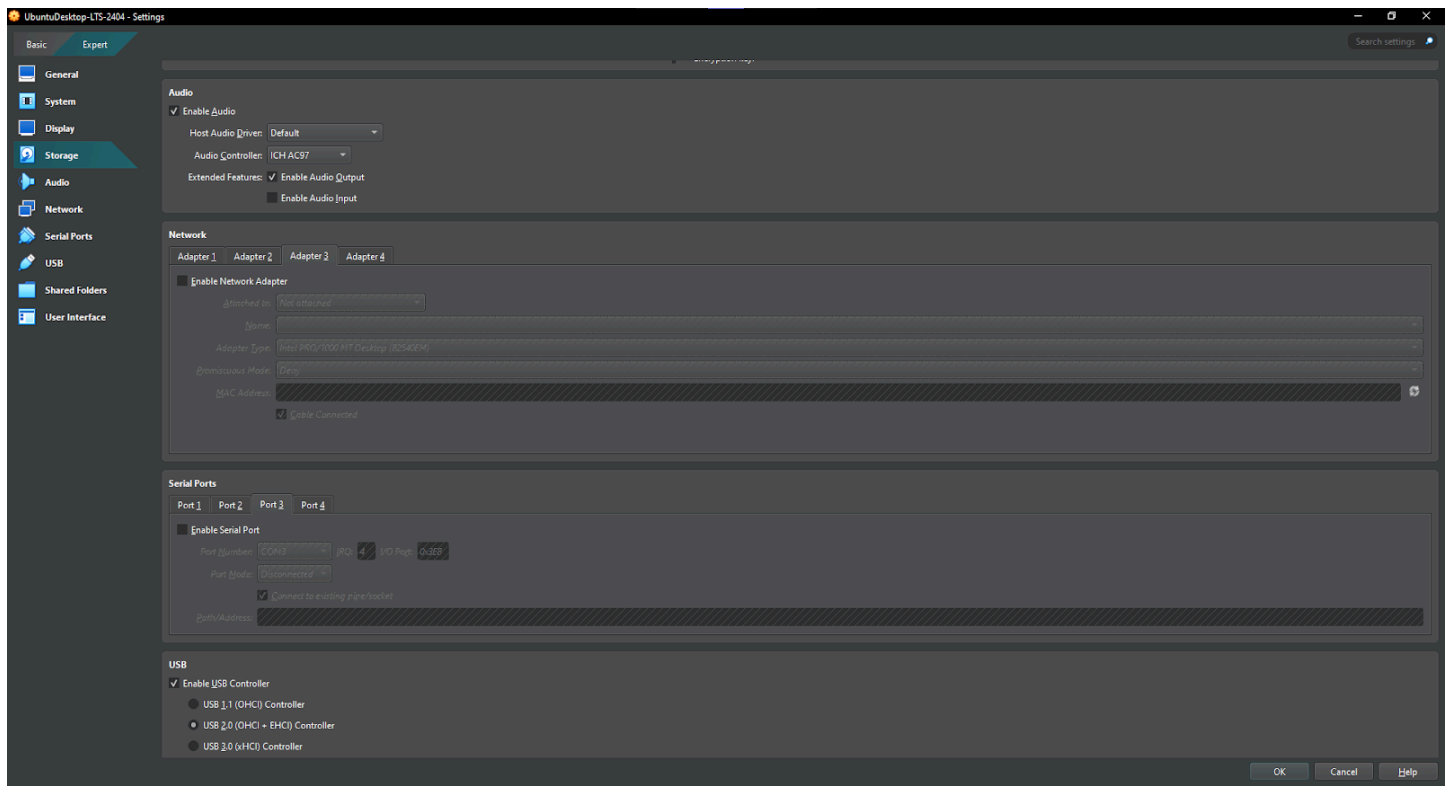 UbuntuDesktop-LTS-2404 - Settings
Basic Expert Search settings
General
System
Display
Storage
Audio
Network
Serial Ports
USB
Shared Folders
User Interface
Audio
Enable Audio
Host Audio Driver: Default
Audio Controller: ICH AC97
Extended Features: Enable Audio Output
Enable Audio Input
Network
Adapter 1 Adapter 2 Adapter 3 Adapter 4
Enable Network Adapter
Attached to: Not attached
Name:
Adapter Type: Intel PRO/1000 MT Desktop (82540EM)
Promiscuous Mode: Deny
MAC Address:
Cable Connected
Serial Ports
Port 1 Port 2 Port 3 Port 4
Enable Serial Port
Port Number: COM3 IRQ: 4 I/O Port: 0x3E8
Port Mode: Disconnected
Connect to existing pipe/socket
Path/Address:
USB
Enable USB Controller
USB 1.1 (OHCI) Controller
USB 2.0 (OHCI + EHCI) Controller
USB 3.0 (xHCI) Controller
OK Cancel Help